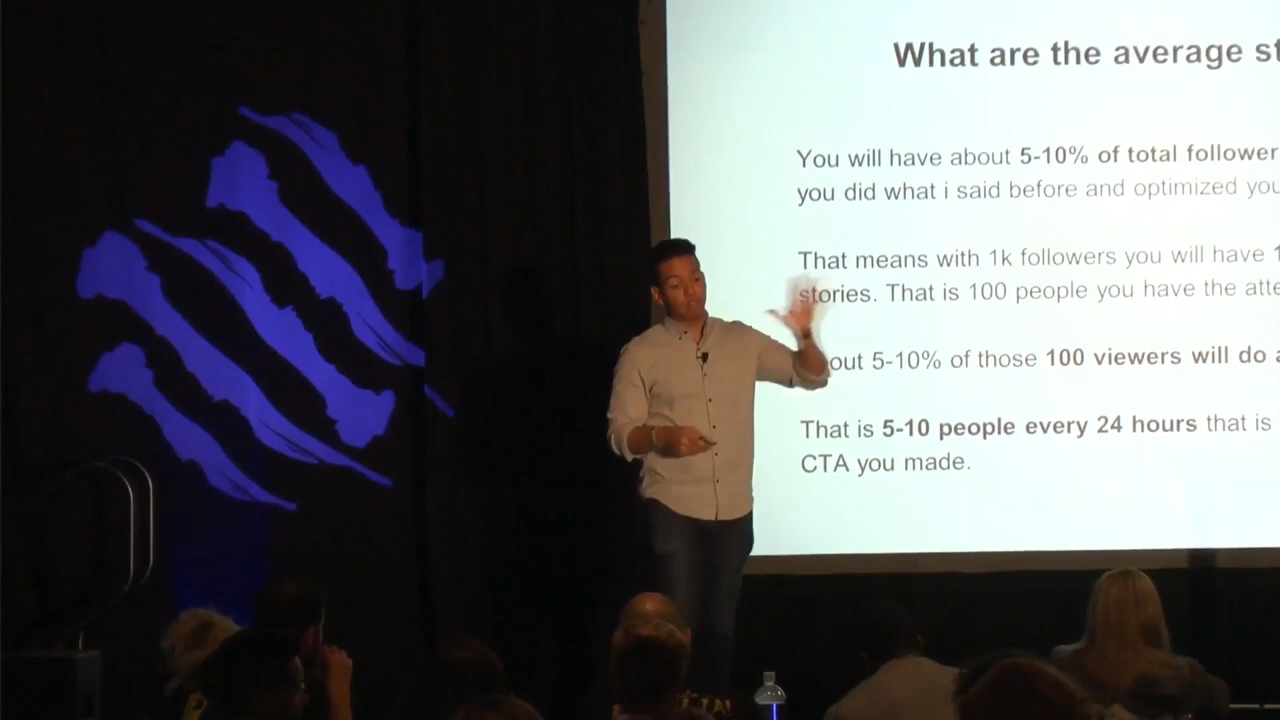 What are the average st
You will have about 5-10% of total follower
you did what i said before and optimized you
That means with 1k followers you will have 1
stories. That is 100 people you have the atte
out 5-10% of those 100 viewers will do a
That is 5-10 people every 24 hours that is
CTA you made.